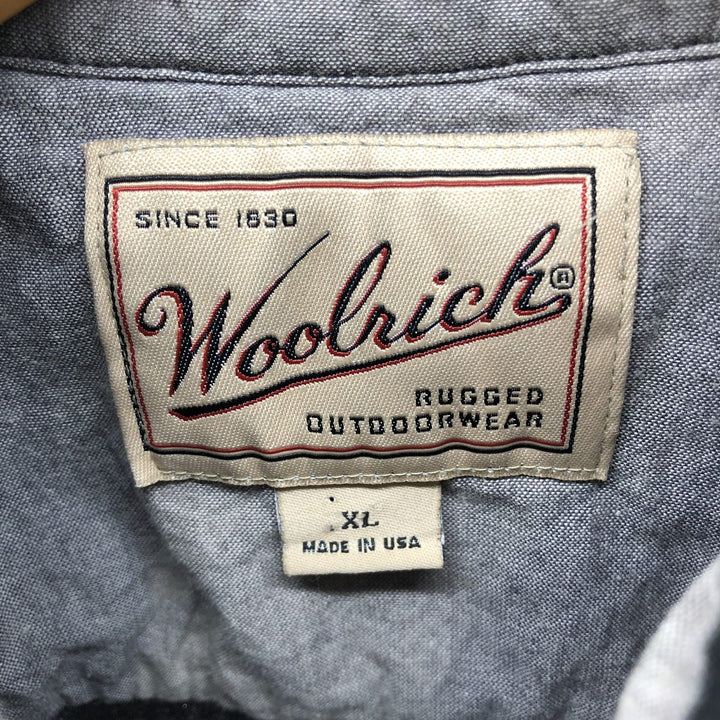 SINCE 1830
Woolrich®
RUGGED
OUTDOORWEAR
XL
MADE IN USA